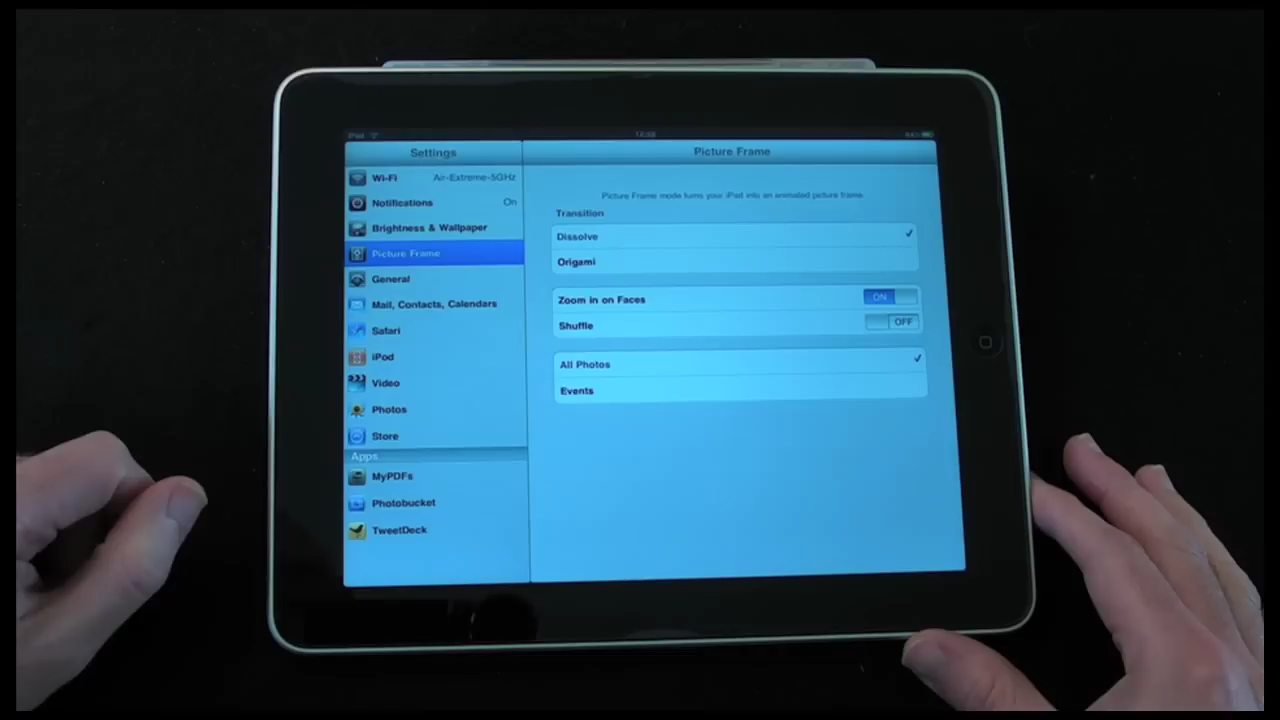 iPad
Settings
Wi-Fi Air-Extreme-5GHz
Notifications On
Brightness & Wallpaper
Picture Frame
General
Mail, Contacts, Calendars
Safari
iPod
Video
Photos
Store
Apps
MyPDFs
Photobucket
TweetDeck
Picture Frame
Picture Frame mode turns your iPad into an animated picture frame.
Transition
Dissolve
Origami
Zoom in on Faces ON
Shuffle OFF
All Photos
Events